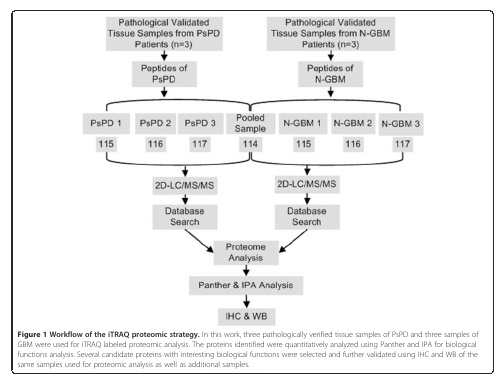 Pathological Validated
Tissue Samples from PsPD
Patients (n=3)
Pathological Validated
Tissue Samples from N-GBM
Patients (n=3)
Peptides of
PsPD
Peptides of
N-GBM
PsPD 1
PsPD 2
PsPD 3
Pooled
Sample
N-GBM 1
N-GBM 2
N-GBM 3
115
116
117
114
115
116
117
2D-LC/MS/MS
2D-LC/MS/MS
Database
Search
Database
Search
Proteome
Analysis
Panther & IPA Analysis
IHC & WB
Figure 1 Workflow of the iTRAQ proteomic strategy. In this work, three pathologically verified tissue samples of PsPD and three samples of
GBM were used for iTRAQ labeled proteomic analysis. The proteins identified were quantitatively analyzed using Panther and IPA for biological
functions analysis. Several candidate proteins with interesting biological functions were selected and further validated using IHC and WB of the
same samples used for proteomic analysis as well as additional samples.